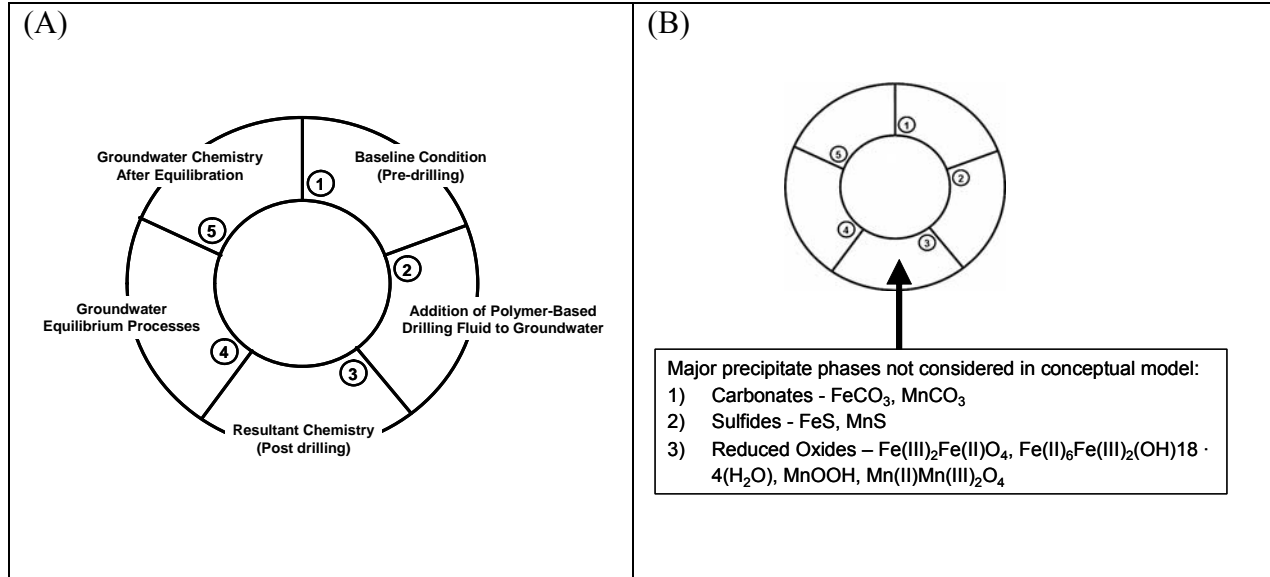 (A)
Groundwater Chemistry
After Equilibration
Baseline Condition
(Pre-drilling)
1
5
2
Groundwater
Equilibrium Processes
Addition of Polymer-Based
Drilling Fluid to Groundwater
4
3
Resultant Chemistry
(Post drilling)
(B)
1
5
2
4
3
Major precipitate phases not considered in conceptual model:
1) Carbonates - FeCO₃, MnCO₃
2) Sulfides - FeS, MnS
3) Reduced Oxides – Fe(III)₂Fe(II)O₄, Fe(II)₆Fe(III)₂(OH)18 ·
4(H₂O), MnOOH, Mn(II)Mn(III)₂O₄